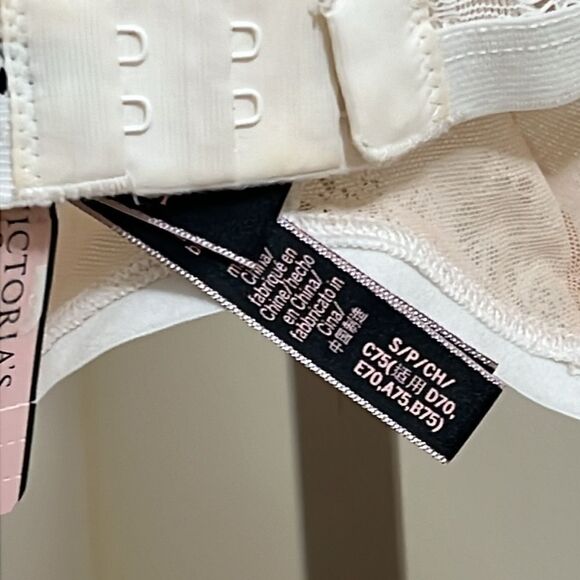 ICTORIA'S
China/
fabriqué en
Chine/hecho
en China/
fabbricato in
Cina/
中国制造
S/P/CH/
C75(适用 D70,
E70,A75,B75)